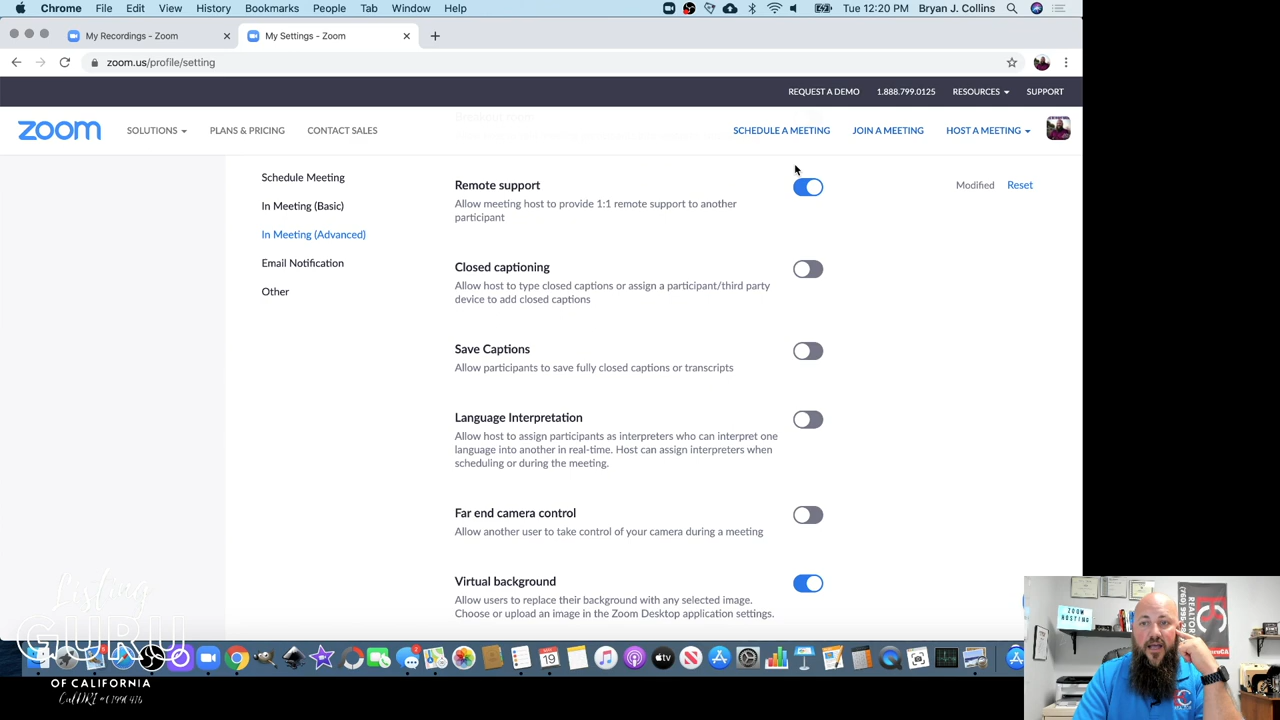 Chrome File Edit View History Bookmarks People Tab Window Help Tue 12:20 PM Bryan J. Collins
My Recordings - Zoom
My Settings - Zoom
zoom.us/profile/setting
REQUEST A DEMO 1.888.799.0125 RESOURCES SUPPORT
zoom SOLUTIONS PLANS & PRICING CONTACT SALES SCHEDULE A MEETING JOIN A MEETING HOST A MEETING
Breakout room
Schedule Meeting
In Meeting (Basic)
In Meeting (Advanced)
Email Notification
Other
Remote support
Modified Reset
Allow meeting host to provide 1:1 remote support to another
participant
Closed captioning
Allow host to type closed captions or assign a participant/third party
device to add closed captions
Save Captions
Allow participants to save fully closed captions or transcripts
Language Interpretation
Allow host to assign participants as interpreters who can interpret one
language into another in real-time. Host can assign interpreters when
scheduling or during the meeting.
Far end camera control
Allow another user to take control of your camera during a meeting
Virtual background
Allow users to replace their background with any selected image.
Choose or upload an image in the Zoom Desktop application settings.
19
tv
Listing
GURU
OF CALIFORNIA
ZOOM
HOSTING
REALTOR